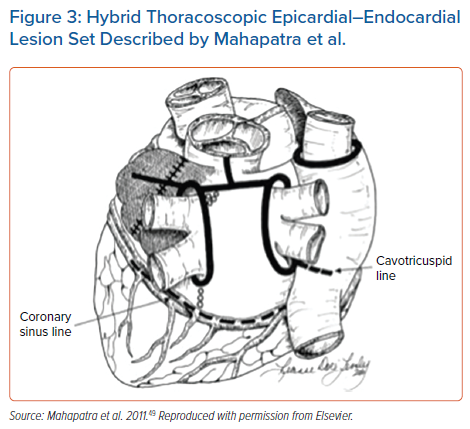 Figure 3: Hybrid Thoracoscopic Epicardial–Endocardial
Lesion Set Described by Mahapatra et al.
Cavotricuspid
line
Coronary
sinus line
Source: Mahapatra et al. 2011.⁴⁹ Reproduced with permission from Elsevier.